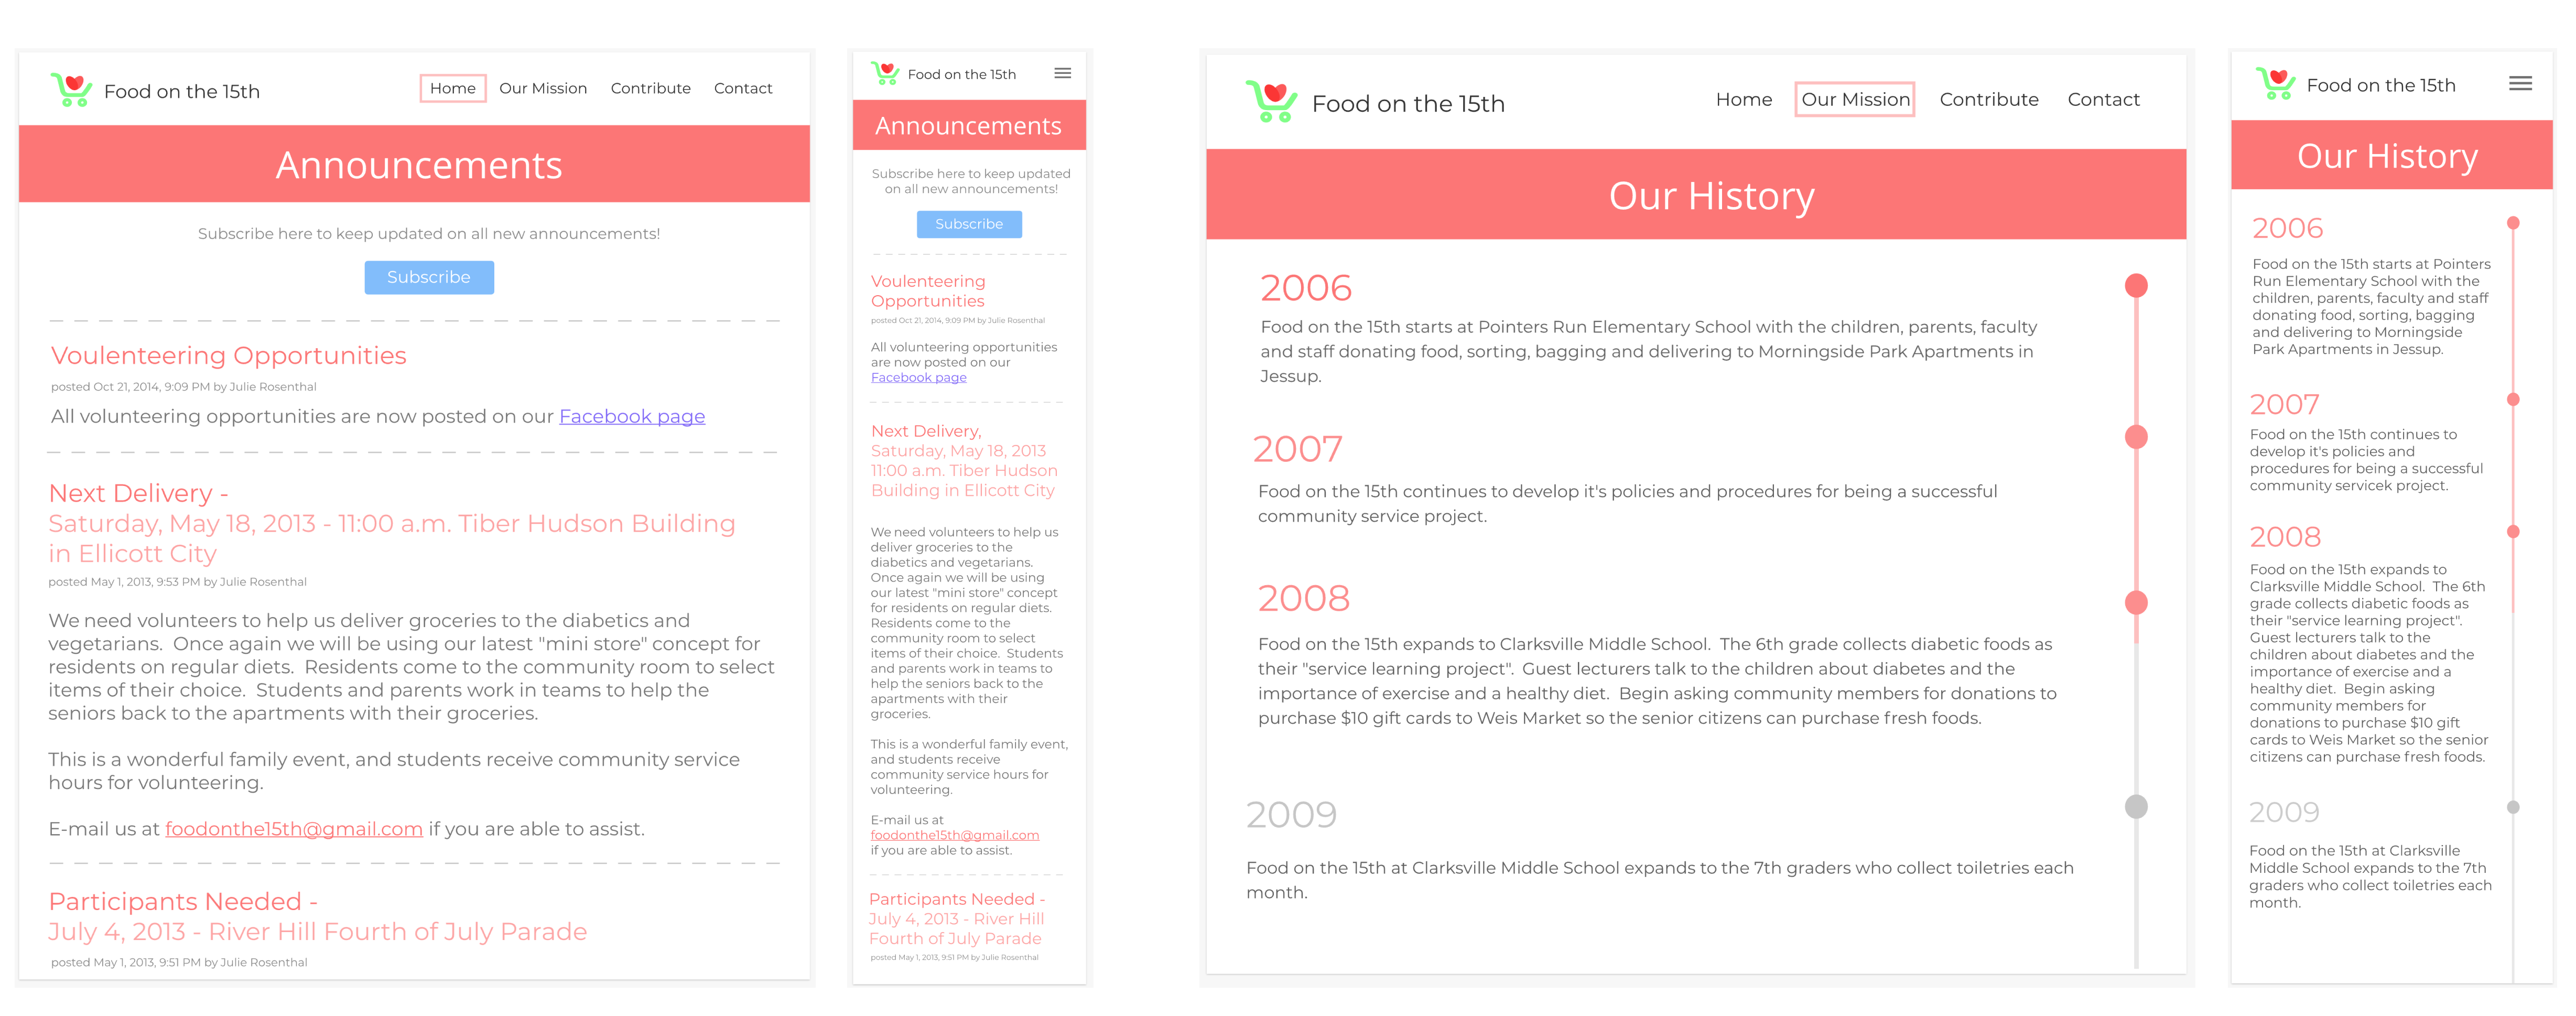 Food on the 15th
Home Our Mission Contribute Contact
Announcements
Subscribe here to keep updated on all new announcements!
Subscribe
Voulenteering Opportunities
posted Oct 21, 2014, 9:09 PM by Julie Rosenthal
All volunteering opportunities are now posted on our Facebook page
Next Delivery -
Saturday, May 18, 2013 - 11:00 a.m. Tiber Hudson Building
in Ellicott City
posted May 1, 2013, 9:53 PM by Julie Rosenthal
We need volunteers to help us deliver groceries to the diabetics and
vegetarians.  Once again we will be using our latest "mini store" concept for
residents on regular diets.  Residents come to the community room to select
items of their choice.  Students and parents work in teams to help the
seniors back to the apartments with their groceries.
This is a wonderful family event, and students receive community service
hours for volunteering.
E-mail us at foodonthe15th@gmail.com if you are able to assist.
Participants Needed -
July 4, 2013 - River Hill Fourth of July Parade
posted May 1, 2013, 9:51 PM by Julie Rosenthal
Food on the 15th
Announcements
Subscribe here to keep updated
on all new announcements!
Subscribe
Voulenteering
Opportunities
posted Oct 21, 2014, 9:09 PM by Julie Rosenthal
All volunteering opportunities
are now posted on our
Facebook page
Next Delivery,
Saturday, May 18, 2013
11:00 a.m. Tiber Hudson
Building in Ellicott City
We need volunteers to help us
deliver groceries to the
diabetics and vegetarians.
Once again we will be using
our latest "mini store" concept
for residents on regular diets.
Residents come to the
community room to select
items of their choice.  Students
and parents work in teams to
help the seniors back to the
apartments with their
groceries.
This is a wonderful family event,
and students receive
community service hours for
volunteering.
E-mail us at
foodonthe15th@gmail.com
if you are able to assist.
Participants Needed -
July 4, 2013 - River Hill
Fourth of July Parade
posted May 1, 2013, 9:51 PM by Julie Rosenthal
Food on the 15th
Home Our Mission Contribute Contact
Our History
2006
Food on the 15th starts at Pointers Run Elementary School with the children, parents, faculty
and staff donating food, sorting, bagging and delivering to Morningside Park Apartments in
Jessup.
2007
Food on the 15th continues to develop it's policies and procedures for being a successful
community service project.
2008
Food on the 15th expands to Clarksville Middle School.  The 6th grade collects diabetic foods as
their "service learning project".  Guest lecturers talk to the children about diabetes and the
importance of exercise and a healthy diet.  Begin asking community members for donations to
purchase $10 gift cards to Weis Market so the senior citizens can purchase fresh foods.
2009
Food on the 15th at Clarksville Middle School expands to the 7th graders who collect toiletries each
month.
Food on the 15th
Our History
2006
Food on the 15th starts at Pointers
Run Elementary School with the
children, parents, faculty and staff
donating food, sorting, bagging
and delivering to Morningside
Park Apartments in Jessup.
2007
Food on the 15th continues to
develop it's policies and
procedures for being a successful
community servicek project.
2008
Food on the 15th expands to
Clarksville Middle School.  The 6th
grade collects diabetic foods as
their "service learning project".
Guest lecturers talk to the
children about diabetes and the
importance of exercise and a
healthy diet.  Begin asking
community members for
donations to purchase $10 gift
cards to Weis Market so the senior
citizens can purchase fresh foods.
2009
Food on the 15th at Clarksville
Middle School expands to the 7th
graders who collect toiletries each
month.